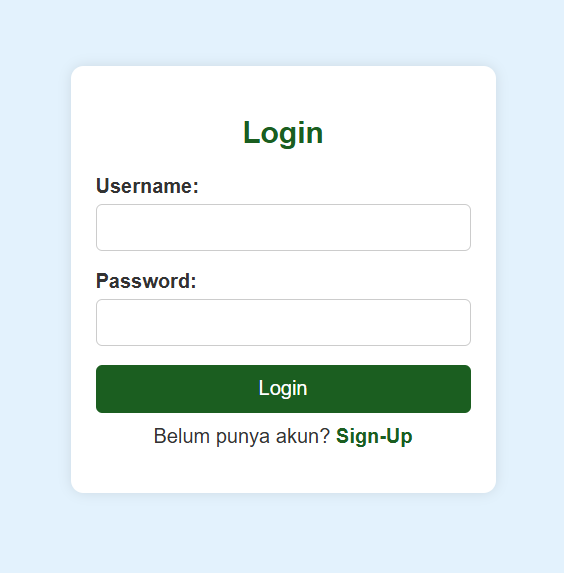 Login
Username:
Password:
Login
Belum punya akun? Sign-Up